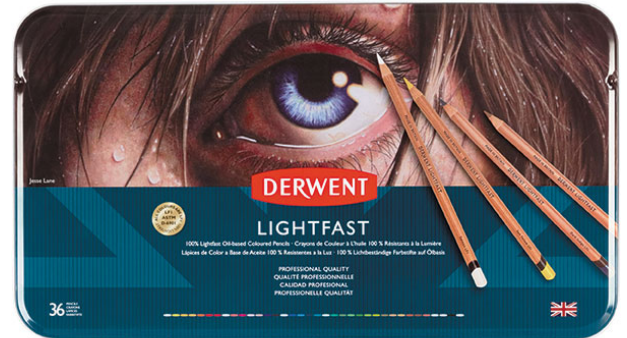 Jesse Lane
DERWENT
LIGHTFAST
100% Lightfast Oil-based Coloured Pencils · Crayons de Couleur à L'huile 100 % Résistants à la Lumière
Lápices de Color a Base de Aceite 100 % Resistentes a la Luz · 100 % Lichtbeständige Farbstifte auf Ölbasis
PROFESSIONAL QUALITY
QUALITÉ PROFESSIONNELLE
CALIDAD PROFESIONAL
PROFESSIONELLE QUALITÄT
36